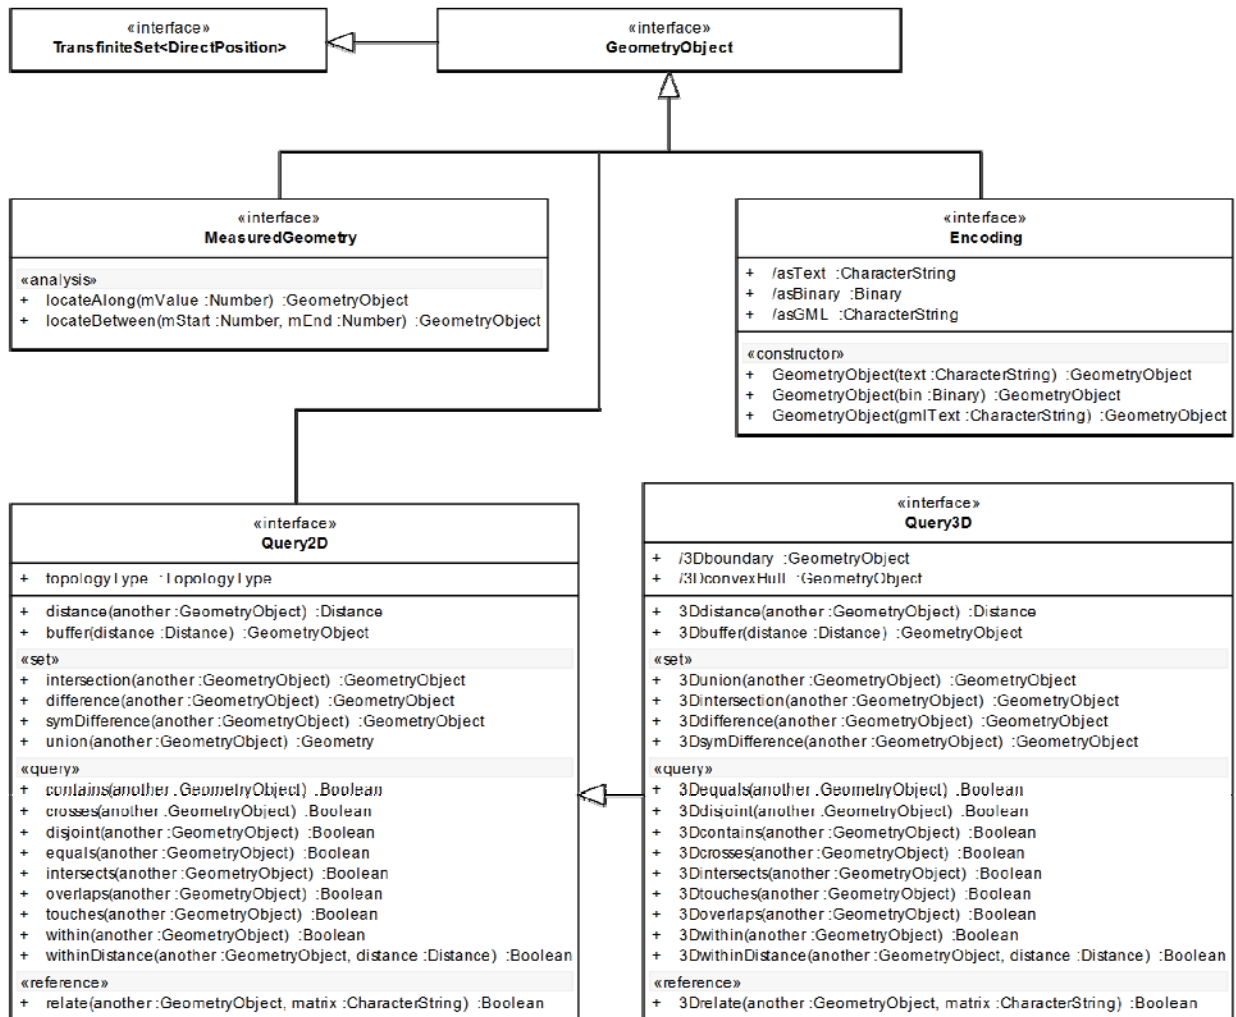 «interface»
TransfiniteSet<DirectPosition>
«interface»
GeometryObject
«interface»
MeasuredGeometry
«analysis»
+ locateAlong(mValue :Number) :GeometryObject
+ locateBetween(mStart :Number, mEnd :Number) :GeometryObject
«interface»
Encoding
+ /asText :CharacterString
+ /asBinary :Binary
+ /asGML :CharacterString
«constructor»
+ GeometryObject(text :CharacterString) :GeometryObject
+ GeometryObject(bin :Binary) :GeometryObject
+ GeometryObject(gmlText :CharacterString) :GeometryObject
«interface»
Query2D
+ topologyType :TopologyType
+ distance(another :GeometryObject) :Distance
+ buffer(distance :Distance) :GeometryObject
«set»
+ intersection(another :GeometryObject) :GeometryObject
+ difference(another :GeometryObject) :GeometryObject
+ symDifference(another :GeometryObject) :GeometryObject
+ union(another :GeometryObject) :Geometry
«query»
+ contains(another :GeometryObject) :Boolean
+ crosses(another :GeometryObject) :Boolean
+ disjoint(another :GeometryObject) :Boolean
+ equals(another :GeometryObject) :Boolean
+ intersects(another :GeometryObject) :Boolean
+ overlaps(another :GeometryObject) :Boolean
+ touches(another :GeometryObject) :Boolean
+ within(another :GeometryObject) :Boolean
+ withinDistance(another :GeometryObject, distance :Distance) :Boolean
«reference»
+ relate(another :GeometryObject, matrix :CharacterString) :Boolean
«interface»
Query3D
+ /3Dboundary :GeometryObject
+ /3DconvexHull :GeometryObject
+ 3Ddistance(another :GeometryObject) :Distance
+ 3Dbuffer(distance :Distance) :GeometryObject
«set»
+ 3Dunion(another :GeometryObject) :GeometryObject
+ 3Dintersection(another :GeometryObject) :GeometryObject
+ 3Ddifference(another :GeometryObject) :GeometryObject
+ 3DsymDifference(another :GeometryObject) :GeometryObject
«query»
+ 3Dequals(another :GeometryObject) :Boolean
+ 3Ddisjoint(another :GeometryObject) :Boolean
+ 3Dcontains(another :GeometryObject) :Boolean
+ 3Dcrosses(another :GeometryObject) :Boolean
+ 3Dintersects(another :GeometryObject) :Boolean
+ 3Dtouches(another :GeometryObject) :Boolean
+ 3Doverlaps(another :GeometryObject) :Boolean
+ 3Dwithin(another :GeometryObject) :Boolean
+ 3DwithinDistance(another :GeometryObject, distance :Distance) :Boolean
«reference»
+ 3Drelate(another :GeometryObject, matrix :CharacterString) :Boolean